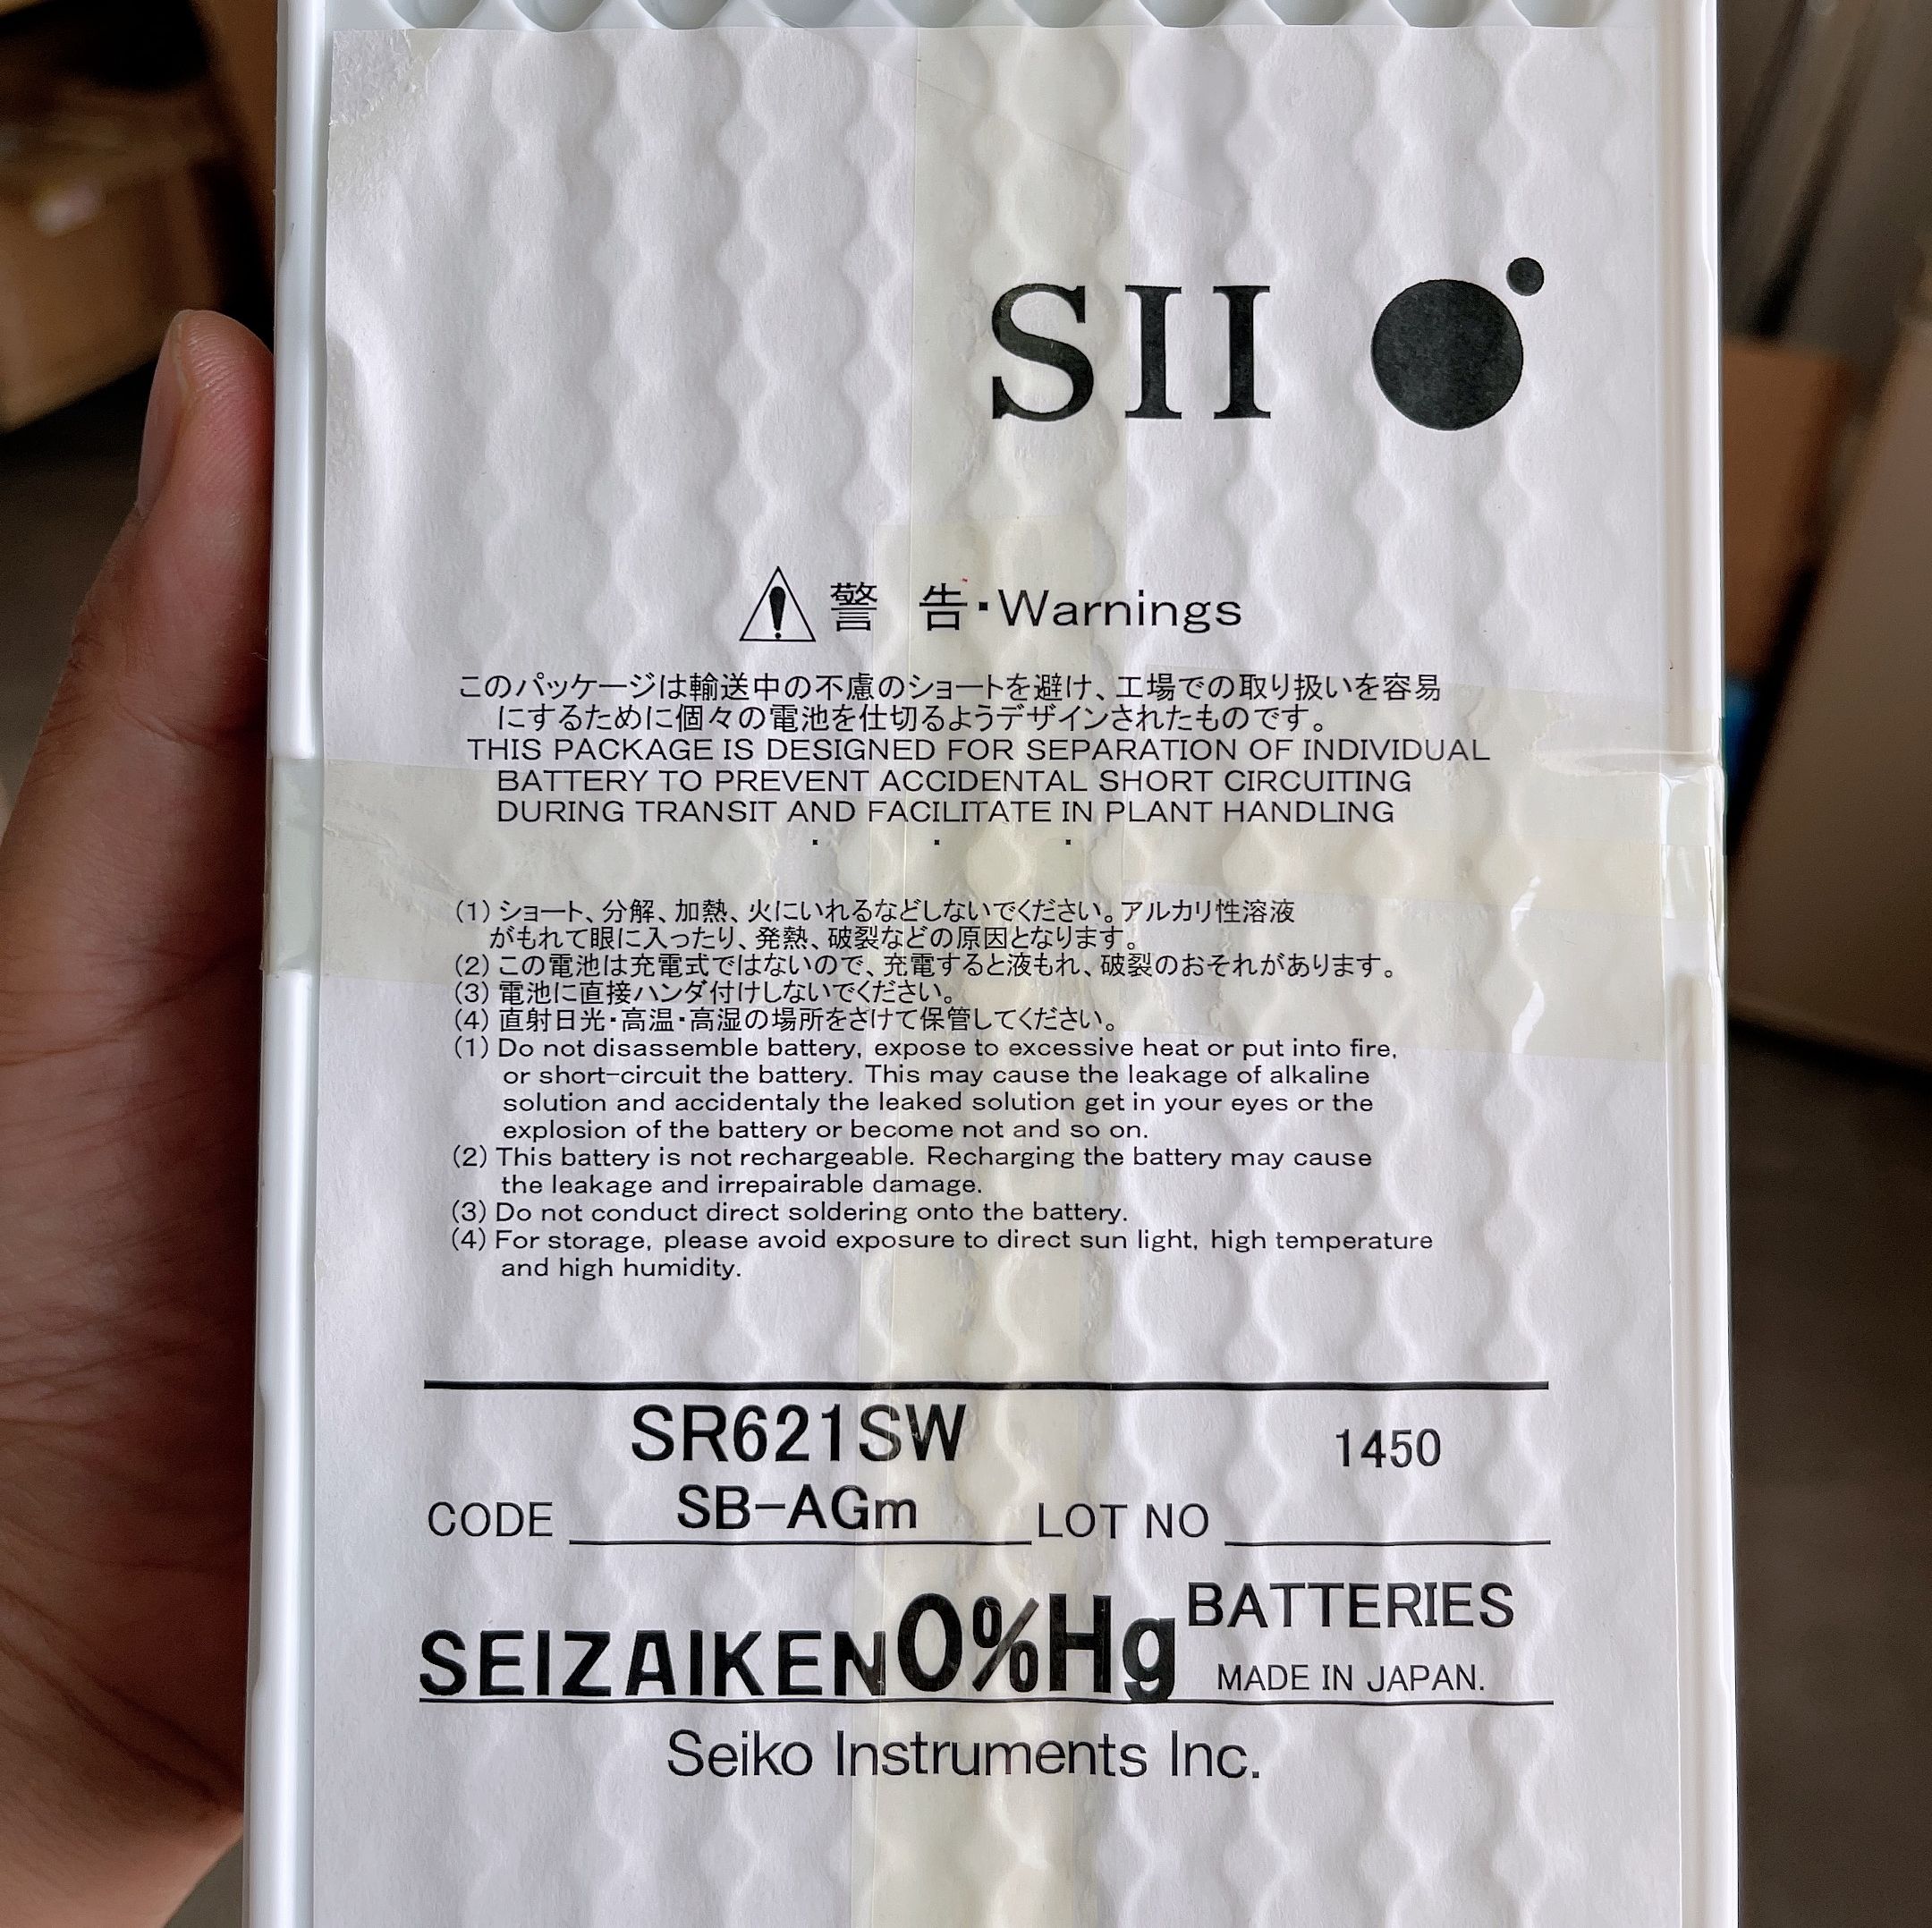 SII
警 告・Warnings
このパッケージは輸送中の不慮のショートを避け、工場での取り扱いを容易
にするために個々の電池を仕切るようデザインされたものです。
THIS PACKAGE IS DESIGNED FOR SEPARATION OF INDIVIDUAL
BATTERY TO PREVENT ACCIDENTAL SHORT CIRCUITING
DURING TRANSIT AND FACILITATE IN PLANT HANDLING
(1) ショート、分解、加熱、火にいれるなどしないでください。アルカリ性溶液
がもれて眼に入ったり、発熱、破裂などの原因となります。
(2) この電池は充電式ではないので、充電すると液もれ、破裂のおそれがあります。
(3) 電池に直接ハンダ付けしないでください。
(4) 直射日光・高温・高湿の場所をさけて保管してください。
(1) Do not disassemble battery, expose to excessive heat or put into fire,
or short-circuit the battery. This may cause the leakage of alkaline
solution and accidentaly the leaked solution get in your eyes or the
explosion of the battery or become not and so on.
(2) This battery is not rechargeable. Recharging the battery may cause
the leakage and irrepairable damage.
(3) Do not conduct direct soldering onto the battery.
(4) For storage, please avoid exposure to direct sun light, high temperature
and high humidity.
SR621SW 1450
CODE SB-AGm LOT NO
SEIZAIKEN 0%Hg BATTERIES
MADE IN JAPAN.
Seiko Instruments Inc.